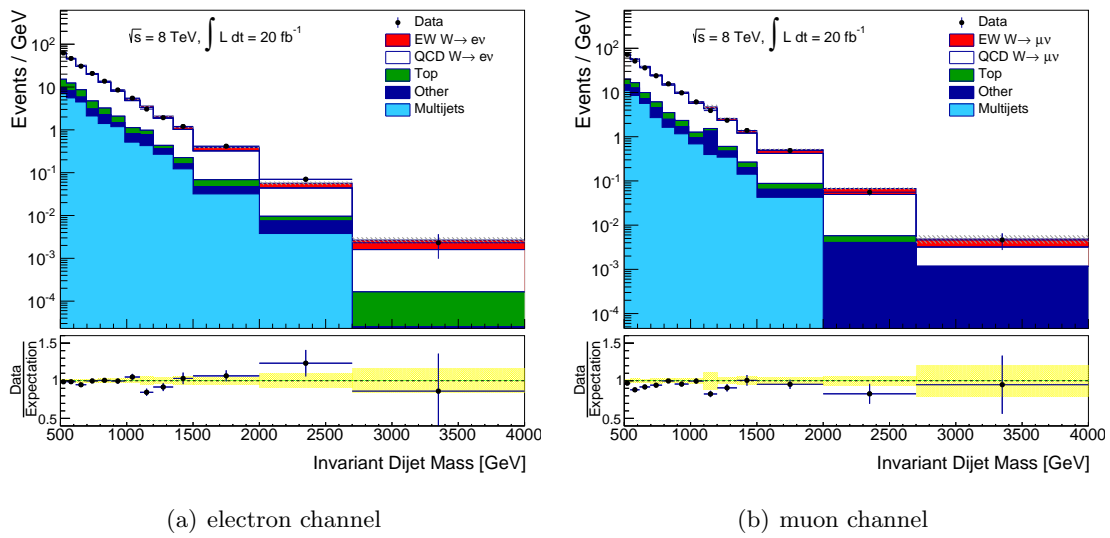 Events / GeV
10²
10
1
10⁻¹
10⁻²
10⁻³
10⁻⁴
√s = 8 TeV, ∫ L dt = 20 fb⁻¹
Data
EW W→ eν
QCD W→ eν
Top
Other
Multijets
Data
Expectation
1.5
1
0.5
500 1000 1500 2000 2500 3000 3500 4000
Invariant Dijet Mass [GeV]
(a) electron channel
Events / GeV
10²
10
1
10⁻¹
10⁻²
10⁻³
10⁻⁴
√s = 8 TeV, ∫ L dt = 20 fb⁻¹
Data
EW W→ μν
QCD W→ μν
Top
Other
Multijets
Data
Expectation
1.5
1
0.5
500 1000 1500 2000 2500 3000 3500 4000
Invariant Dijet Mass [GeV]
(b) muon channel